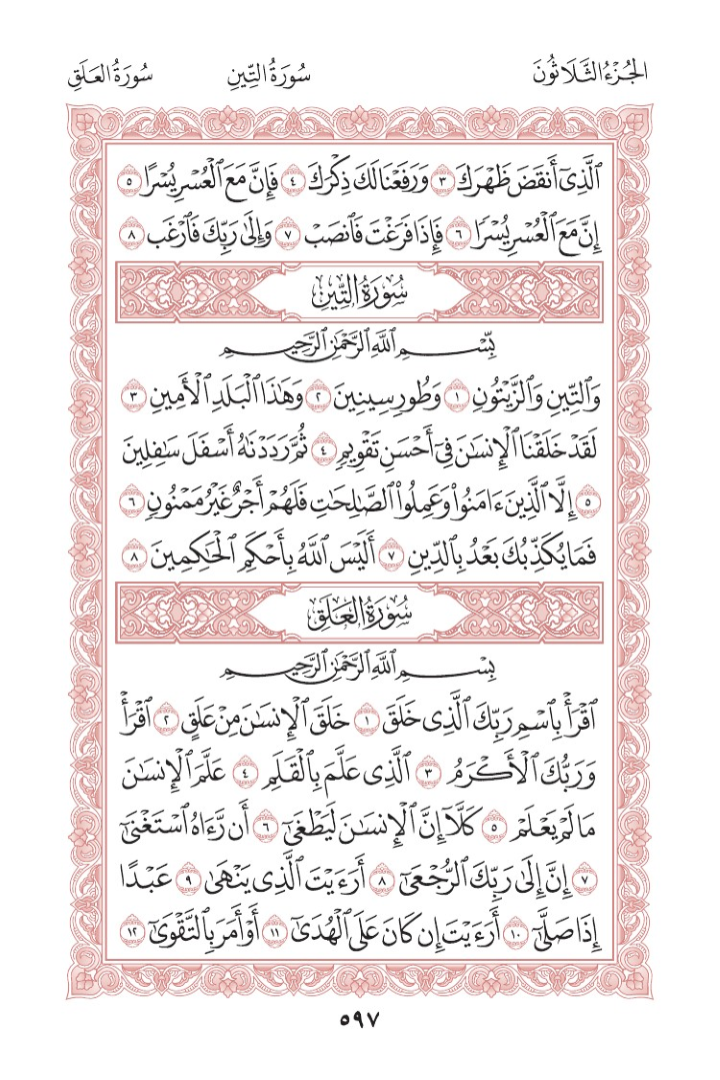 الجُزْءُ الثَّلَاثُونَ سُورَةُ التِّينِ سُورَةُ العَلَقِ
ٱلَّذِىٓ أَنقَضَ ظَهْرَكَ ٣ وَرَفَعْنَا لَكَ ذِكْرَكَ ٤ فَإِنَّ مَعَ ٱلْعُسْرِ يُسْرًا ٥
إِنَّ مَعَ ٱلْعُسْرِ يُسْرًا ٦ فَإِذَا فَرَغْتَ فَٱنصَبْ ٧ وَإِلَىٰ رَبِّكَ فَٱرْغَب ٨
سُورَةُ التِّينِ
بِّسْمِ ٱللَّهِ ٱلرَّحْمَٰنِ ٱلرَّحِيمِ
وَٱلتِّينِ وَٱلزَّيْتُونِ ١ وَطُورِ سِينِينَ ٢ وَهَٰذَا ٱلْبَلَدِ ٱلْأَمِينِ ٣
لَقَدْ خَلَقْنَا ٱلْإِنسَٰنَ فِىٓ أَحْسَنِ تَقْوِيمٍ ٤ ثُمَّ رَدَدْنَٰهُ أَسْفَلَ سَٰفِلِينَ
٥ إِلَّا ٱلَّذِينَ ءَامَنُوا۟ وَعَمِلُوا۟ ٱلصَّٰلِحَٰتِ فَلَهُمْ أَجْرٌ غَيْرُ مَمْنُونٍ ٦
فَمَا يُكَذِّبُكَ بَعْدُ بِٱلدِّينِ ٧ أَلَيْسَ ٱللَّهُ بِأَحْكَمِ ٱلْحَٰكِمِينَ ٨
سُورَةُ العَلَقِ
بِسْمِ ٱللَّهِ ٱلرَّحْمَٰنِ ٱلرَّحِيمِ
ٱقْرَأْ بِٱسْمِ رَبِّكَ ٱلَّذِى خَلَقَ ١ خَلَقَ ٱلْإِنسَٰنَ مِنْ عَلَقٍ ٢ ٱقْرَأْ
وَرَبُّكَ ٱلْأَكْرَمُ ٣ ٱلَّذِى عَلَّمَ بِٱلْقَلَمِ ٤ عَلَّمَ ٱلْإِنسَٰنَ
مَا لَمْ يَعْلَمْ ٥ كَلَّآ إِنَّ ٱلْإِنسَٰنَ لَيَطْغَىٰٓ ٦ أَن رَّءَاهُ ٱسْتَغْنَىٰٓ
٧ إِنَّ إِلَىٰ رَبِّكَ ٱلرُّجْعَىٰٓ ٨ أَرَءَيْتَ ٱلَّذِى يَنْهَىٰ ٩ عَبْدًا
إِذَا صَلَّىٰٓ ١٠ أَرَءَيْتَ إِن كَانَ عَلَى ٱلْهُدَىٰٓ ١١ أَوْ أَمَرَ بِٱلتَّقْوَىٰٓ ١٢
٥٩٧